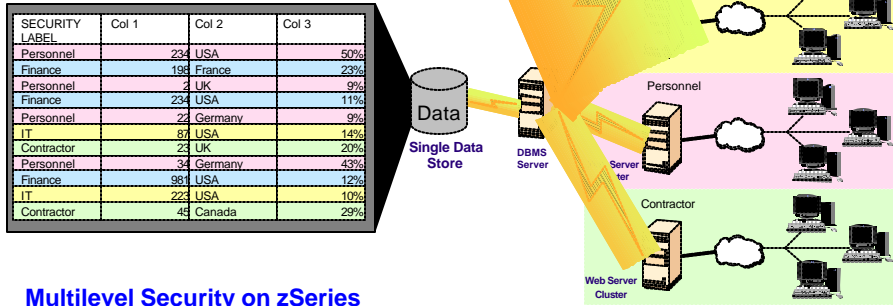 SECURITY LABEL Col 1 Col 2 Col 3
Personnel 234 USA 50%
Finance 198 France 23%
Personnel 2 UK 9%
Finance 234 USA 11%
Personnel 22 Germany 9%
IT 87 USA 14%
Contractor 23 UK 20%
Personnel 34 Germany 43%
Finance 981 USA 12%
IT 223 USA 10%
Contractor 45 Canada 29%
Data
Single Data
Store
DBMS
Server
Personnel
Server
Contractor
Web Server
Cluster
Multilevel Security on zSeries